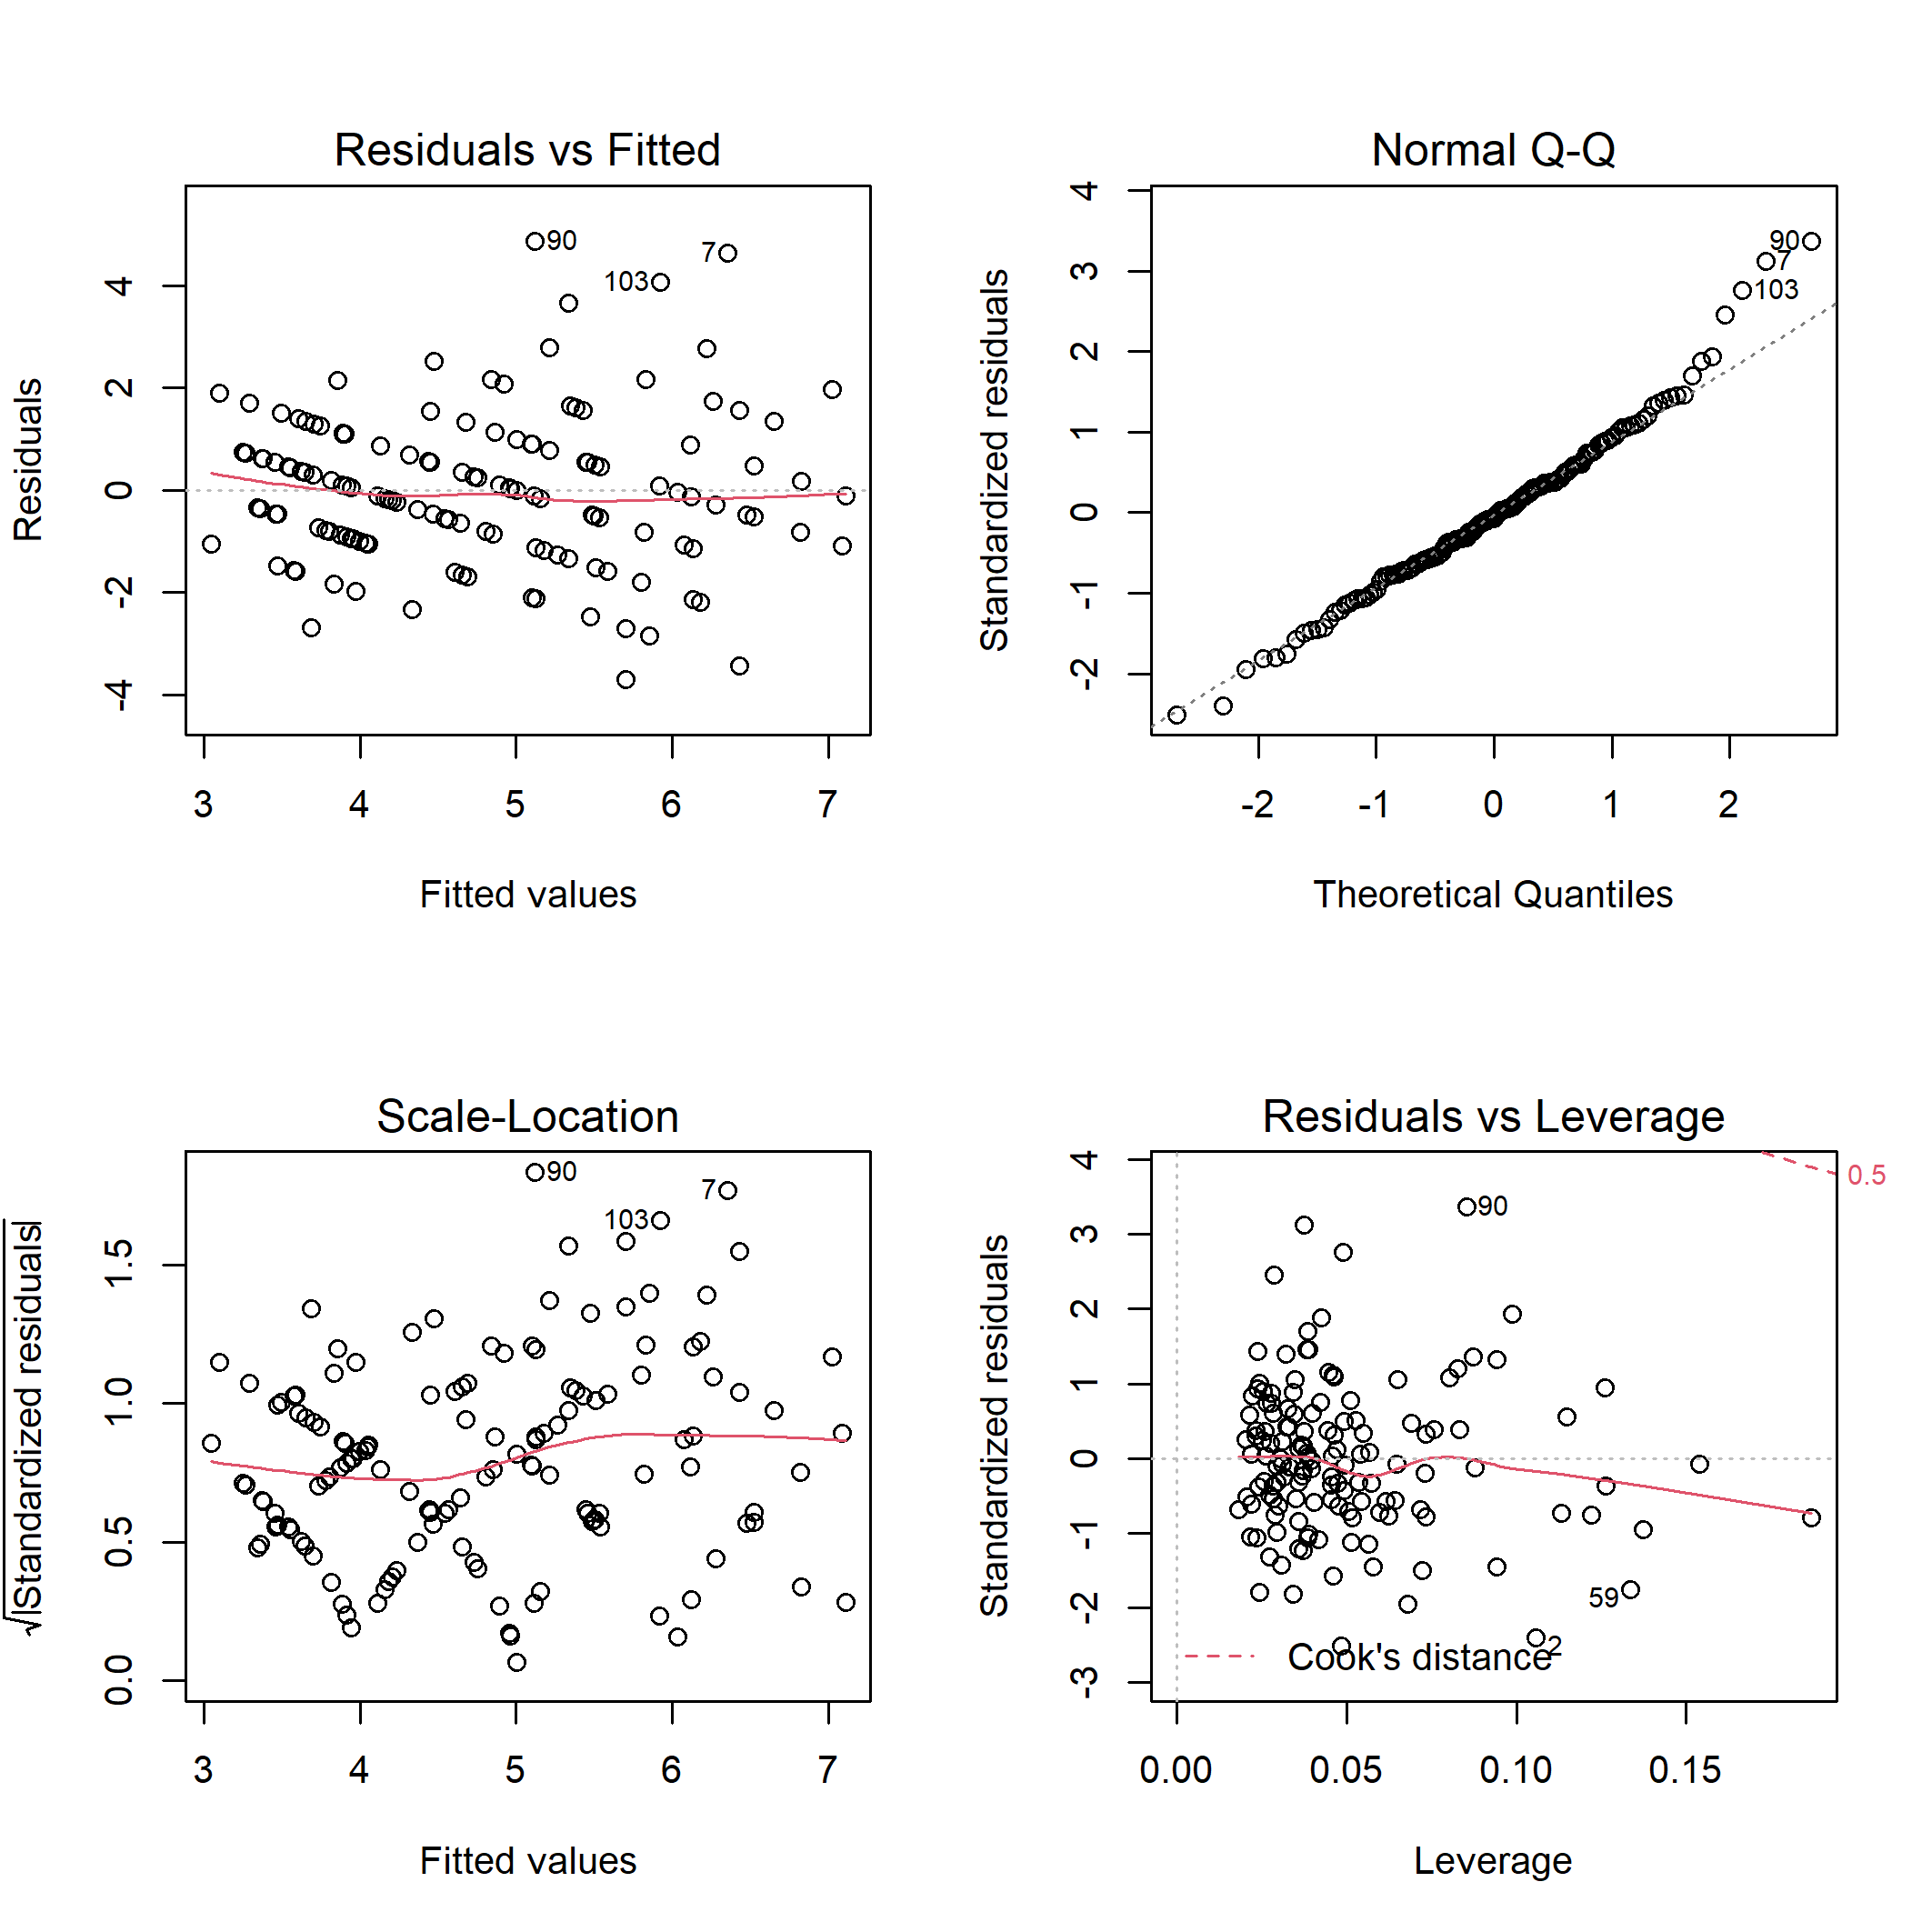 Residuals vs Fitted
Residuals
4
2
0
-2
-4
90
7
103
3 4 5 6 7
Fitted values
Normal Q-Q
Standardized residuals
4
3
2
1
0
-1
-2
90
7
103
-2 -1 0 1 2
Theoretical Quantiles
Scale-Location
√|Standardized residuals|
1.5
1.0
0.5
0.0
90
7
103
3 4 5 6 7
Fitted values
Residuals vs Leverage
Standardized residuals
4
3
2
1
0
-1
-2
-3
0.5
90
59
2
Cook's distance
0.00 0.05 0.10 0.15
Leverage